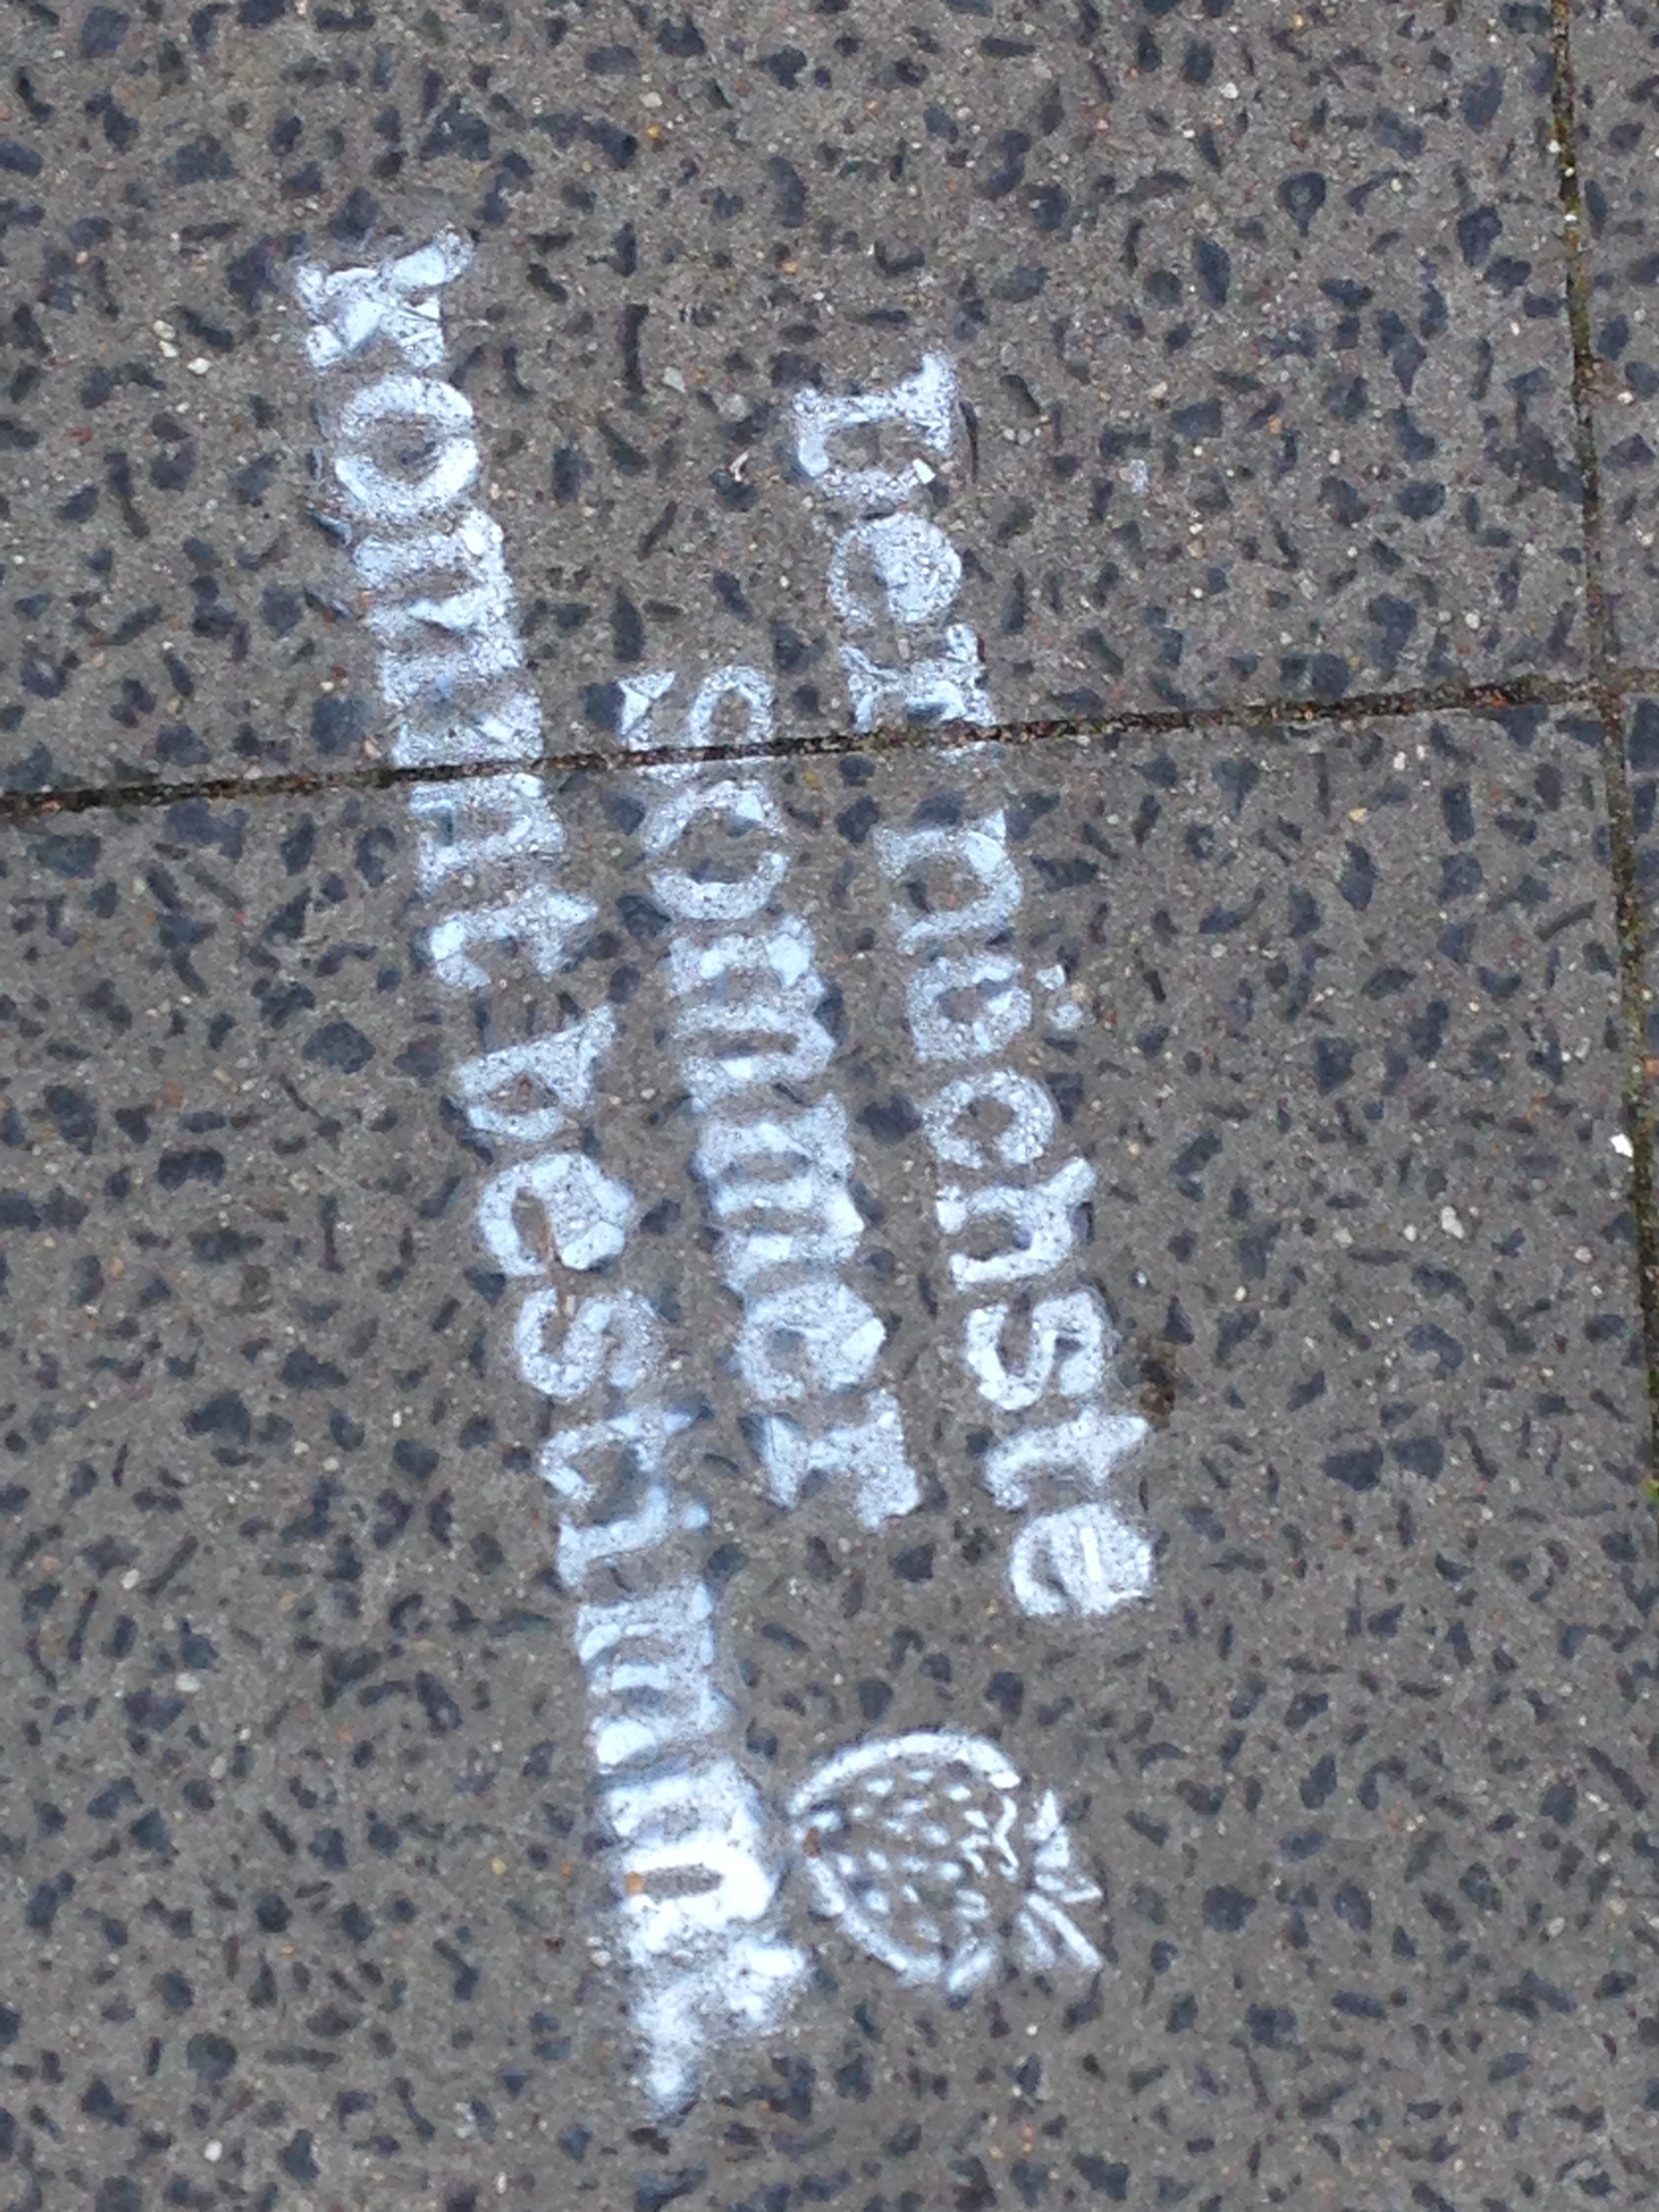 Der nächste
Sommer
kommt bestimmt